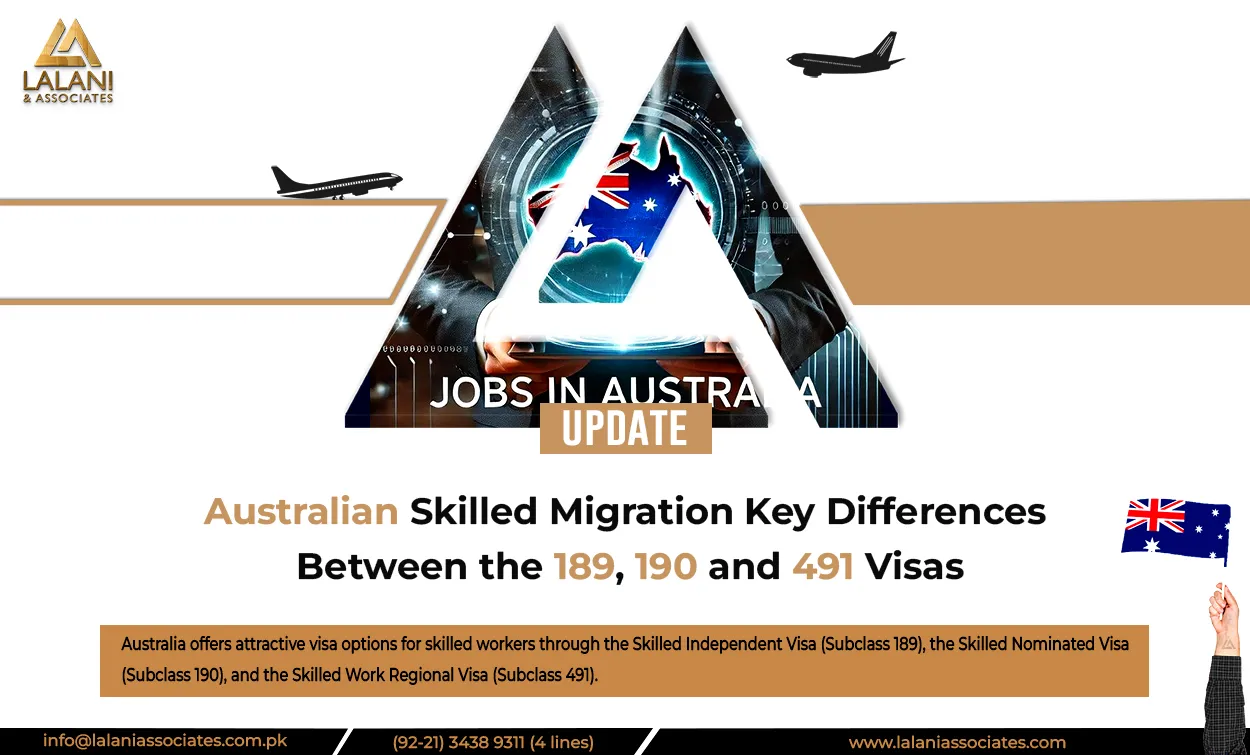 LALANI
& ASSOCIATES
JOBS IN AUSTRALIA
UPDATE
Australian Skilled Migration Key Differences
Between the 189, 190 and 491 Visas
Australia offers attractive visa options for skilled workers through the Skilled Independent Visa (Subclass 189), the Skilled Nominated Visa
(Subclass 190), and the Skilled Work Regional Visa (Subclass 491).
info@lalaniassociates.com.pk
(92-21) 3438 9311 (4 lines)
www.lalaniassociates.com